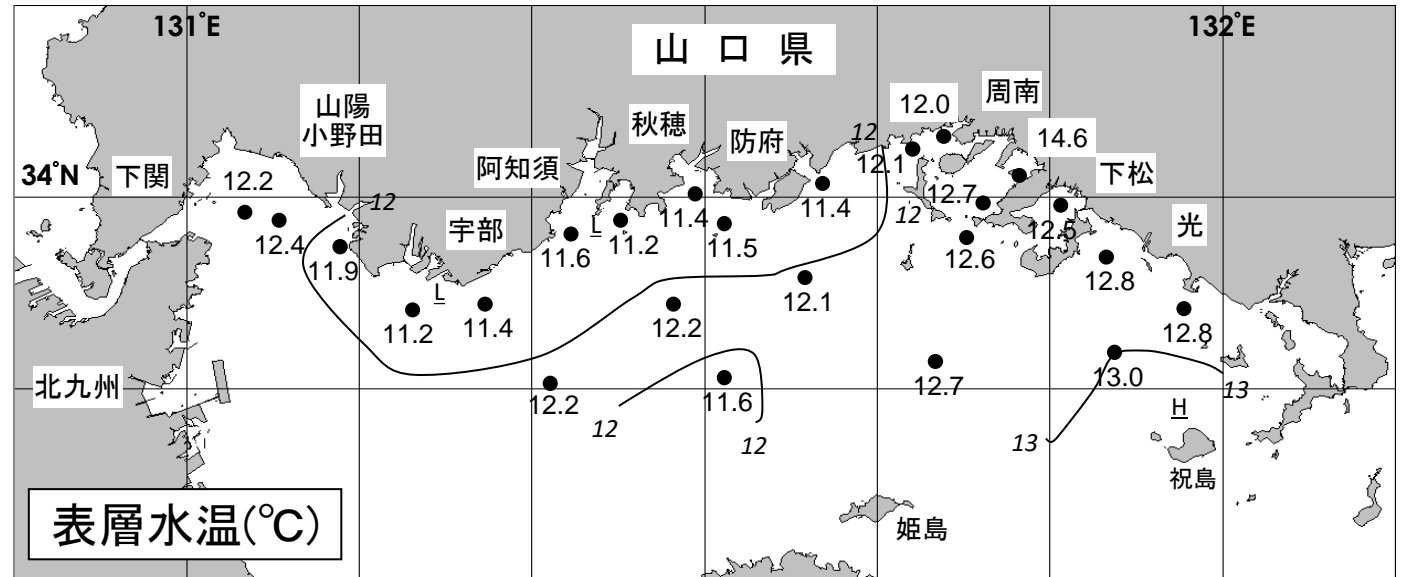 131°E
132°E
山 口 県
山陽
小野田
秋穂
防府
12
12.0
周南
12.1
14.6
下松
34°N
下関
阿知須
12.2
12.4
12
11.9
宇部
11.6
L
11.2
11.4
11.5
11.4
12
12.7
12.5
12.6
光
12.8
11.2
L
11.4
12.2
12.1
12.8
北九州
12.2
12
11.6
12
12.7
13.0
13
13
H
祝島
姫島
表層水温(℃)